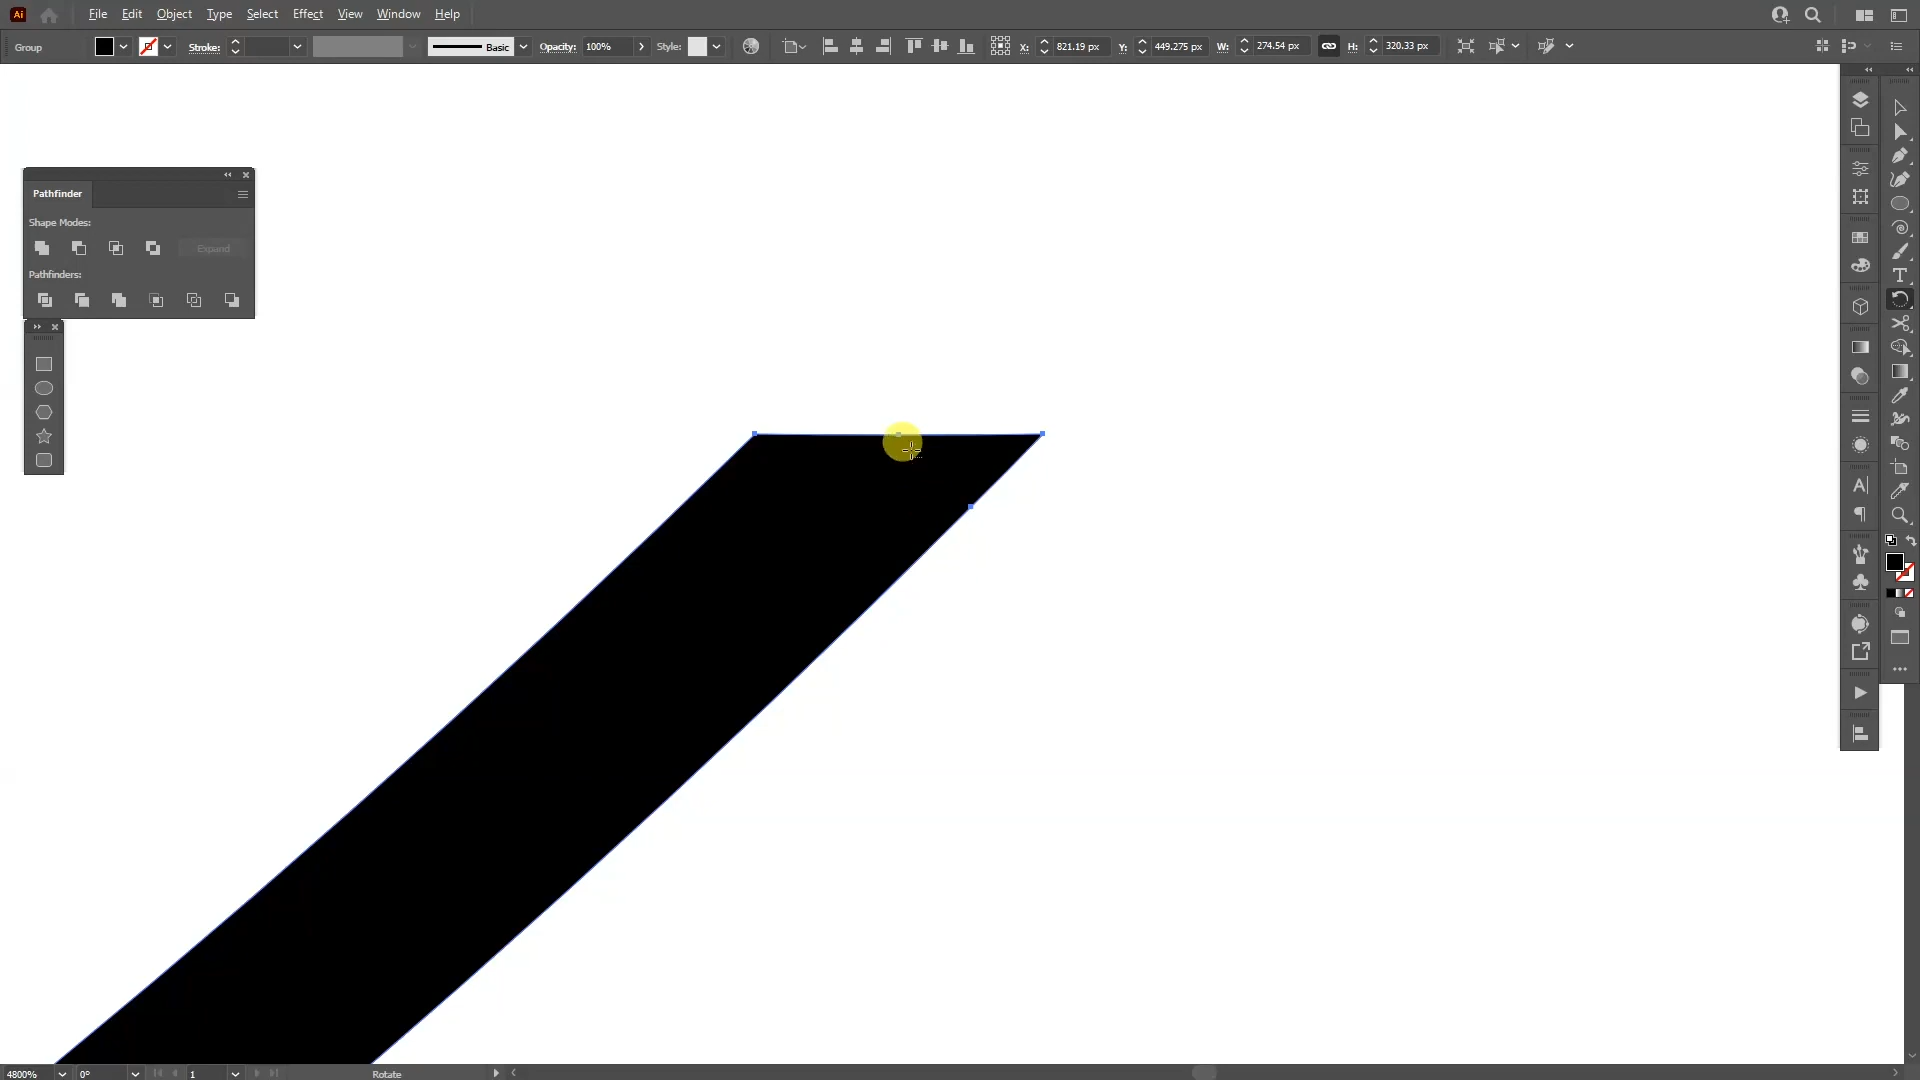 Ai File Edit Object Type Select Effect View Window Help
Group Stroke: Basic Opacity: 100% Style: X: 821.19 px Y: 449.275 px W: 274.54 px H: 320.33 px
Pathfinder
Shape Modes:
Expand
Pathfinders:
4800% 0° 1 Rotate